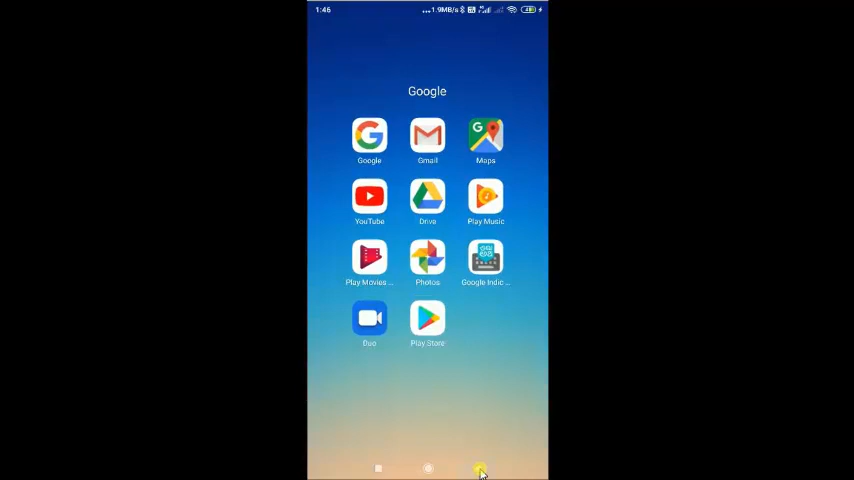 1:46
1.9MB/s
Google
Google Gmail Maps
YouTube Drive Play Music
Play Movies ... Photos Google Indic ...
Duo Play Store